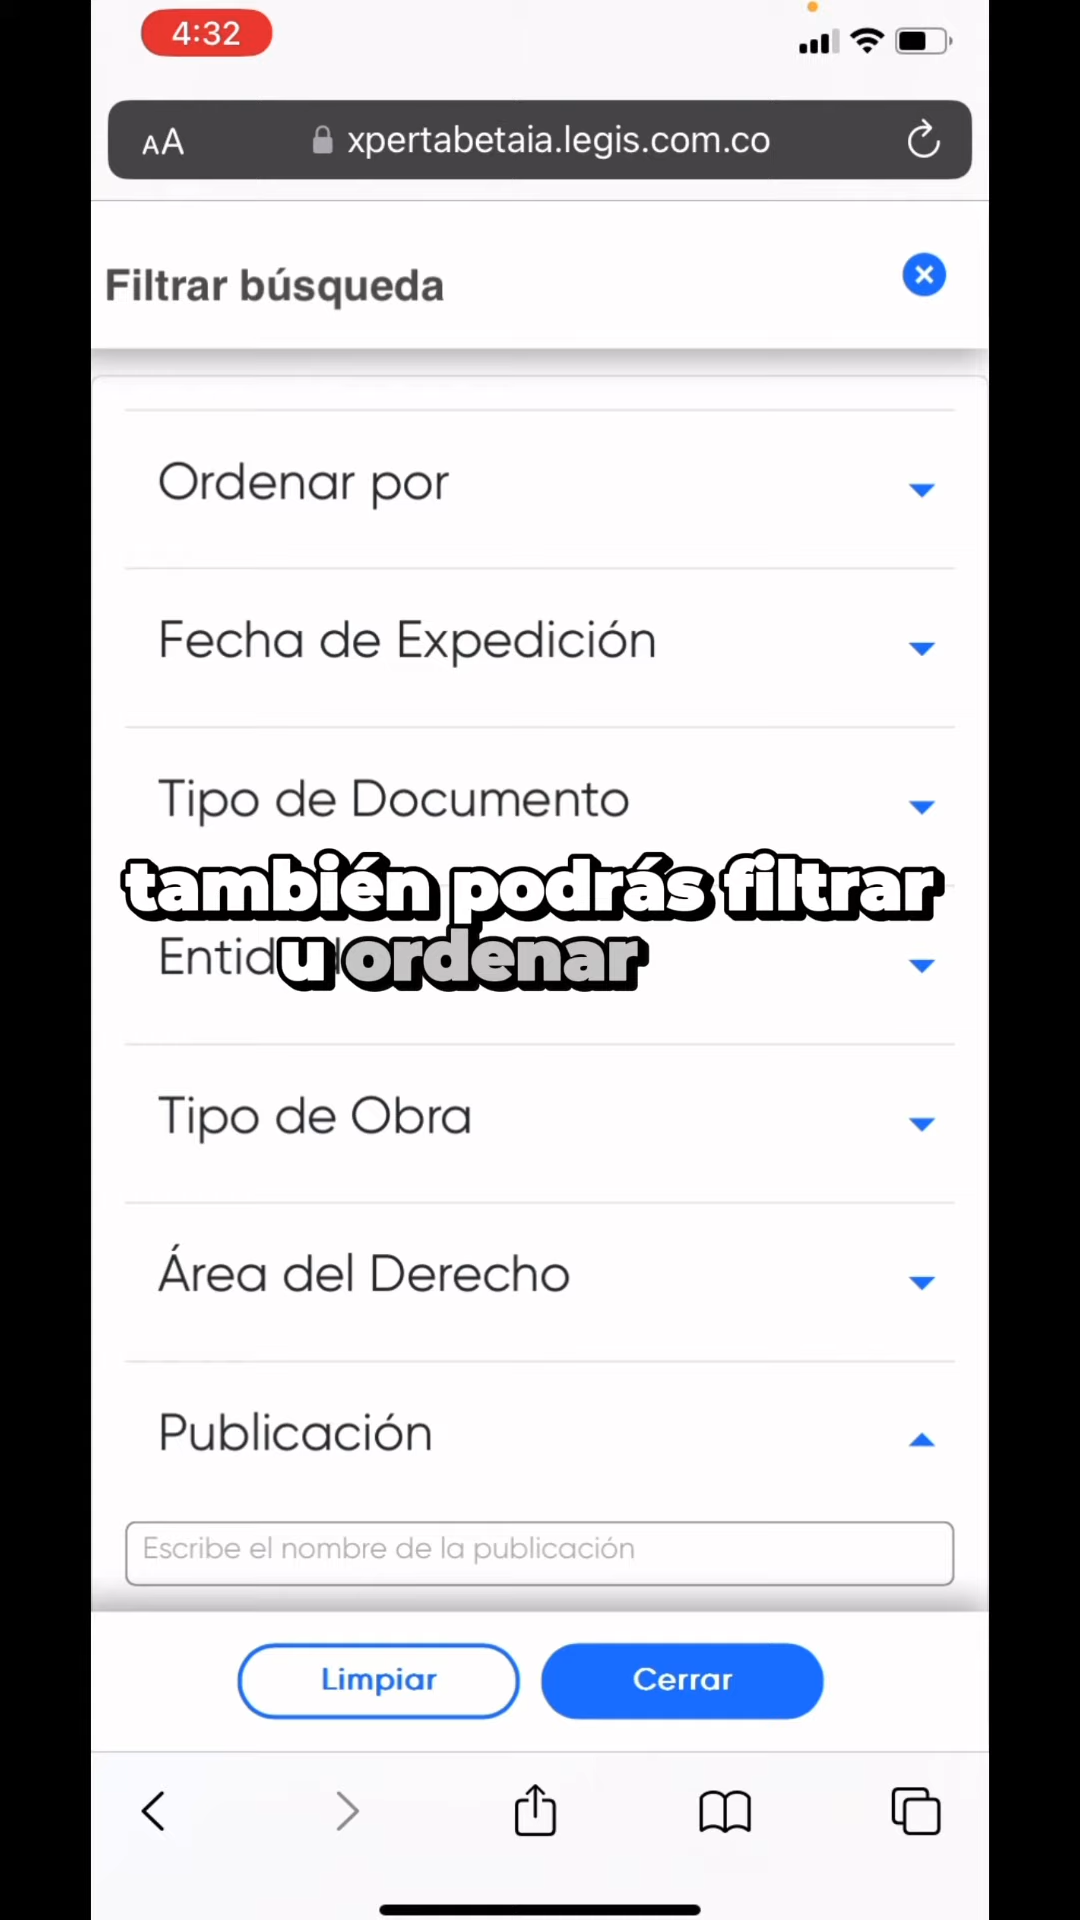 4:32
AA xpertabetaia.legis.com.co
Filtrar búsqueda
Ordenar por
Fecha de Expedición
Tipo de Documento
también podrás filtrar
u ordenar
Entid
Tipo de Obra
Área del Derecho
Publicación
Escribe el nombre de la publicación
Limpiar
Cerrar